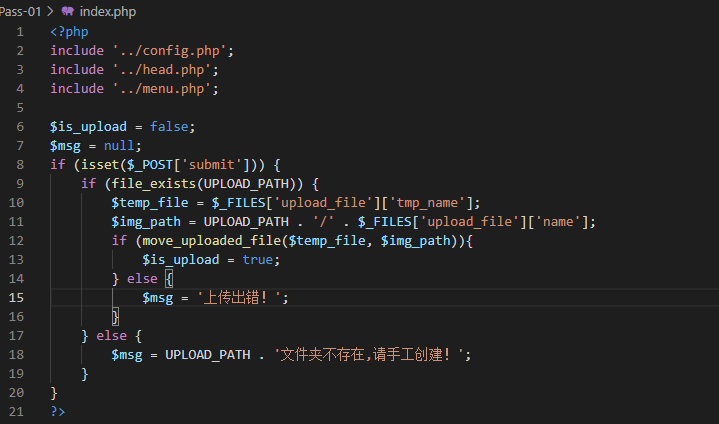 Pass-01 > index.php
1 <?php
2 include '../config.php';
3 include '../head.php';
4 include '../menu.php';
5
6 $is_upload = false;
7 $msg = null;
8 if (isset($_POST['submit'])) {
9     if (file_exists(UPLOAD_PATH)) {
10         $temp_file = $_FILES['upload_file']['tmp_name'];
11         $img_path = UPLOAD_PATH . '/' . $_FILES['upload_file']['name'];
12         if (move_uploaded_file($temp_file, $img_path)){
13             $is_upload = true;
14         } else {
15             $msg = '上传出错！';
16         }
17     } else {
18         $msg = UPLOAD_PATH . '文件夹不存在,请手工创建！';
19     }
20 }
21 ?>